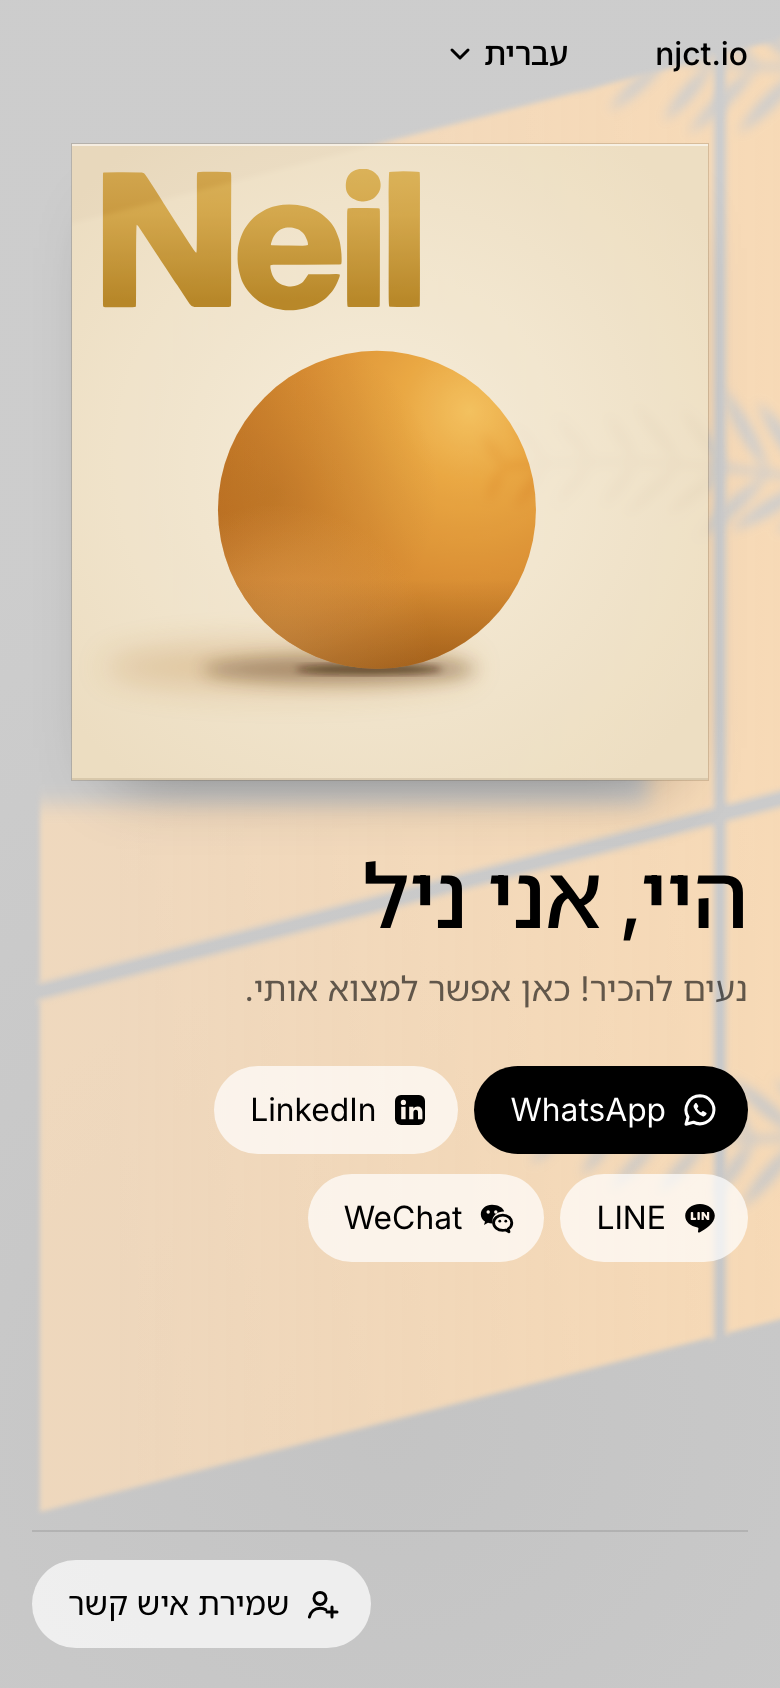 njct.io
עברית
Neil
היי, אני ניל
נעים להכיר! כאן אפשר למצוא אותי.
WhatsApp
LinkedIn
LINE
WeChat
שמירת איש קשר